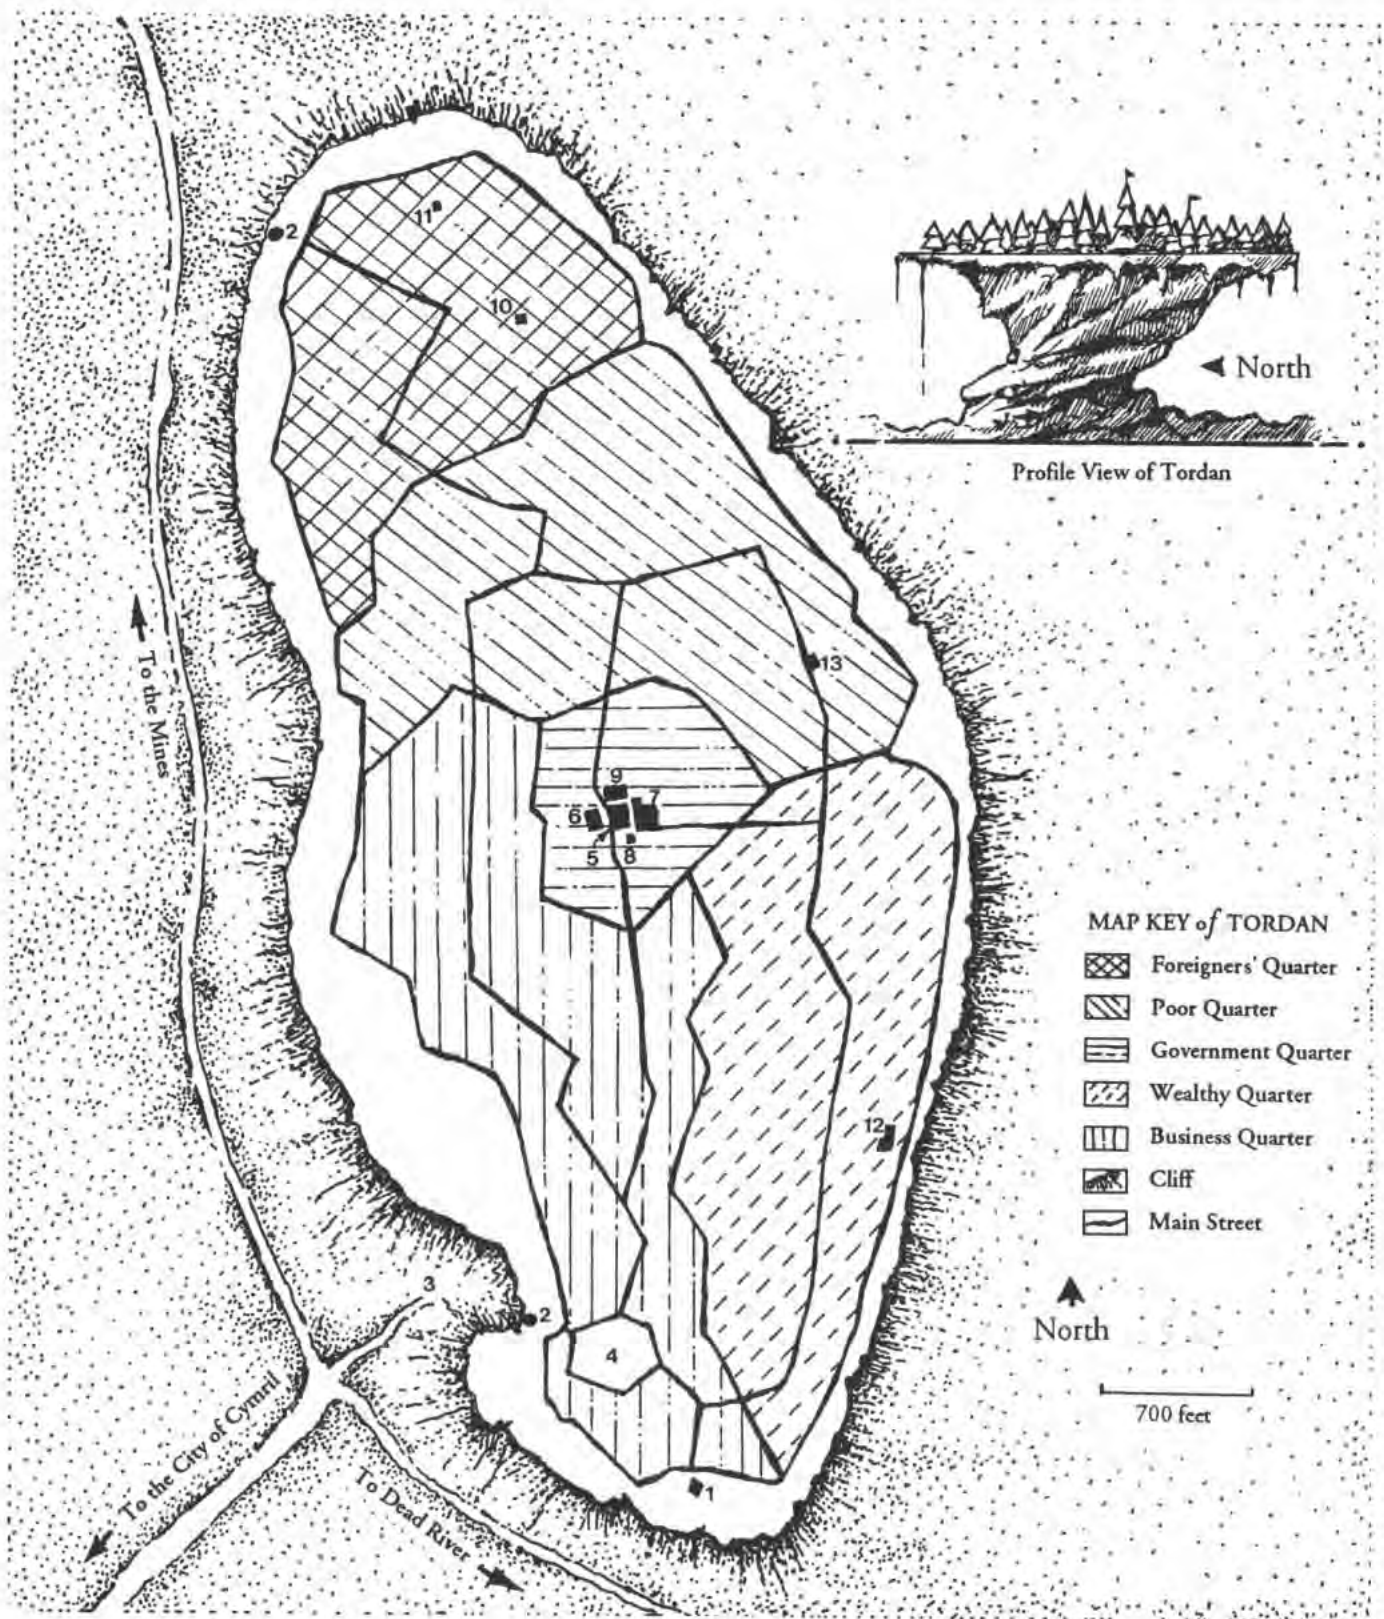 11
2
10
North
Profile View of Tordan
To the Mines
13
9
7
6
5
8
MAP KEY of TORDAN
Foreigners' Quarter
Poor Quarter
Government Quarter
Wealthy Quarter
Business Quarter
Cliff
Main Street
12
3
2
4
North
700 feet
To the City of Cymril
To Dead River
1